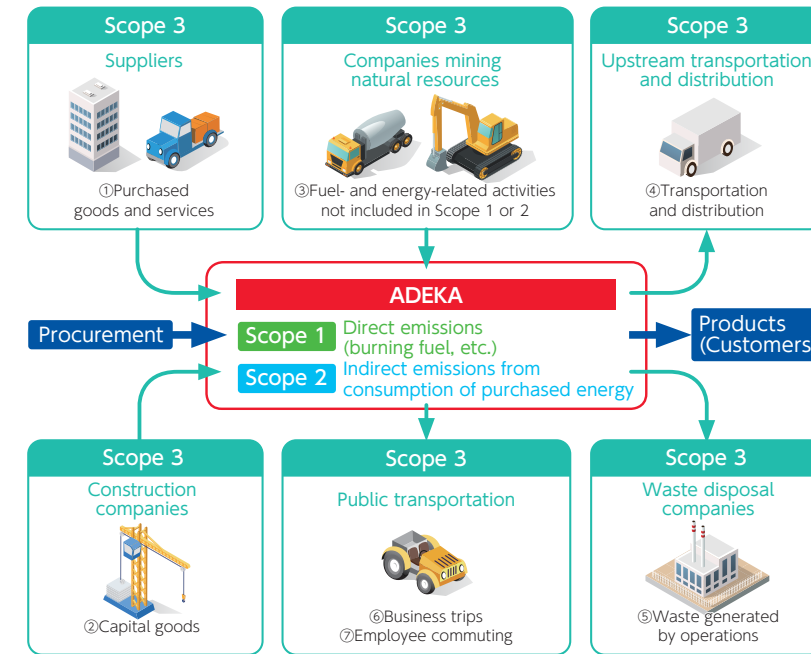 Scope 3
Suppliers
①Purchased
goods and services
Scope 3
Companies mining
natural resources
③Fuel- and energy-related activities
not included in Scope 1 or 2
Scope 3
Upstream transportation
and distribution
④Transportation
and distribution
Procurement
ADEKA
Scope 1
Direct emissions
(burning fuel, etc.)
Scope 2
Indirect emissions from
consumption of purchased energy
Products
(Customers
Scope 3
Construction
companies
②Capital goods
Scope 3
Public transportation
⑥Business trips
⑦Employee commuting
Scope 3
Waste disposal
companies
⑤Waste generated
by operations